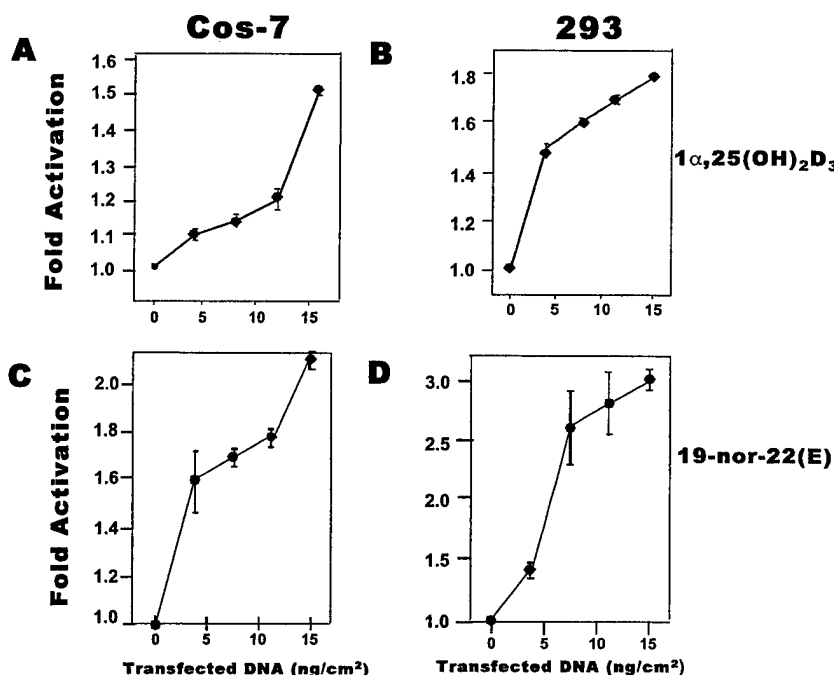 Cos-7
293
A
Fold Activation
1.6
1.5
1.4
1.3
1.2
1.1
1.0
0 5 10 15
B
1.8
1.6
1.4
1.2
1.0
0 5 10 15
1α,25(OH)₂D₃
C
Fold Activation
2.0
1.8
1.6
1.4
1.2
1.0
0 5 10 15
Transfected DNA (ng/cm²)
D
3.0
2.5
2.0
1.5
1.0
0 5 10 15
Transfected DNA (ng/cm²)
19-nor-22(E)